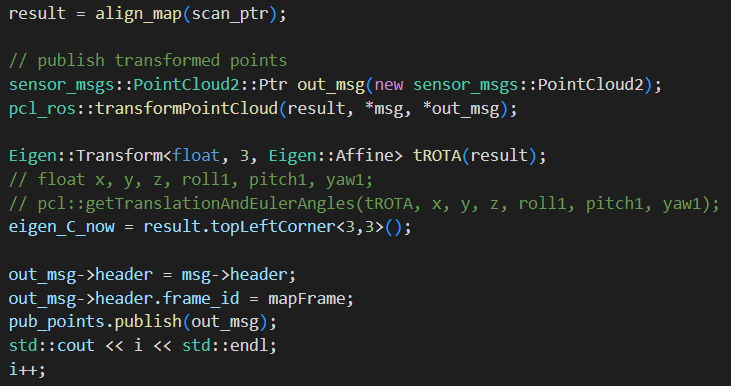 result = align_map(scan_ptr);
// publish transformed points
sensor_msgs::PointCloud2::Ptr out_msg(new sensor_msgs::PointCloud2);
pcl_ros::transformPointCloud(result, *msg, *out_msg);
Eigen::Transform<float, 3, Eigen::Affine> tROTA(result);
// float x, y, z, roll1, pitch1, yaw1;
// pcl::getTranslationAndEulerAngles(tROTA, x, y, z, roll1, pitch1, yaw1);
eigen_C_now = result.topLeftCorner<3,3>();
out_msg->header = msg->header;
out_msg->header.frame_id = mapFrame;
pub_points.publish(out_msg);
std::cout << i << std::endl;
i++;